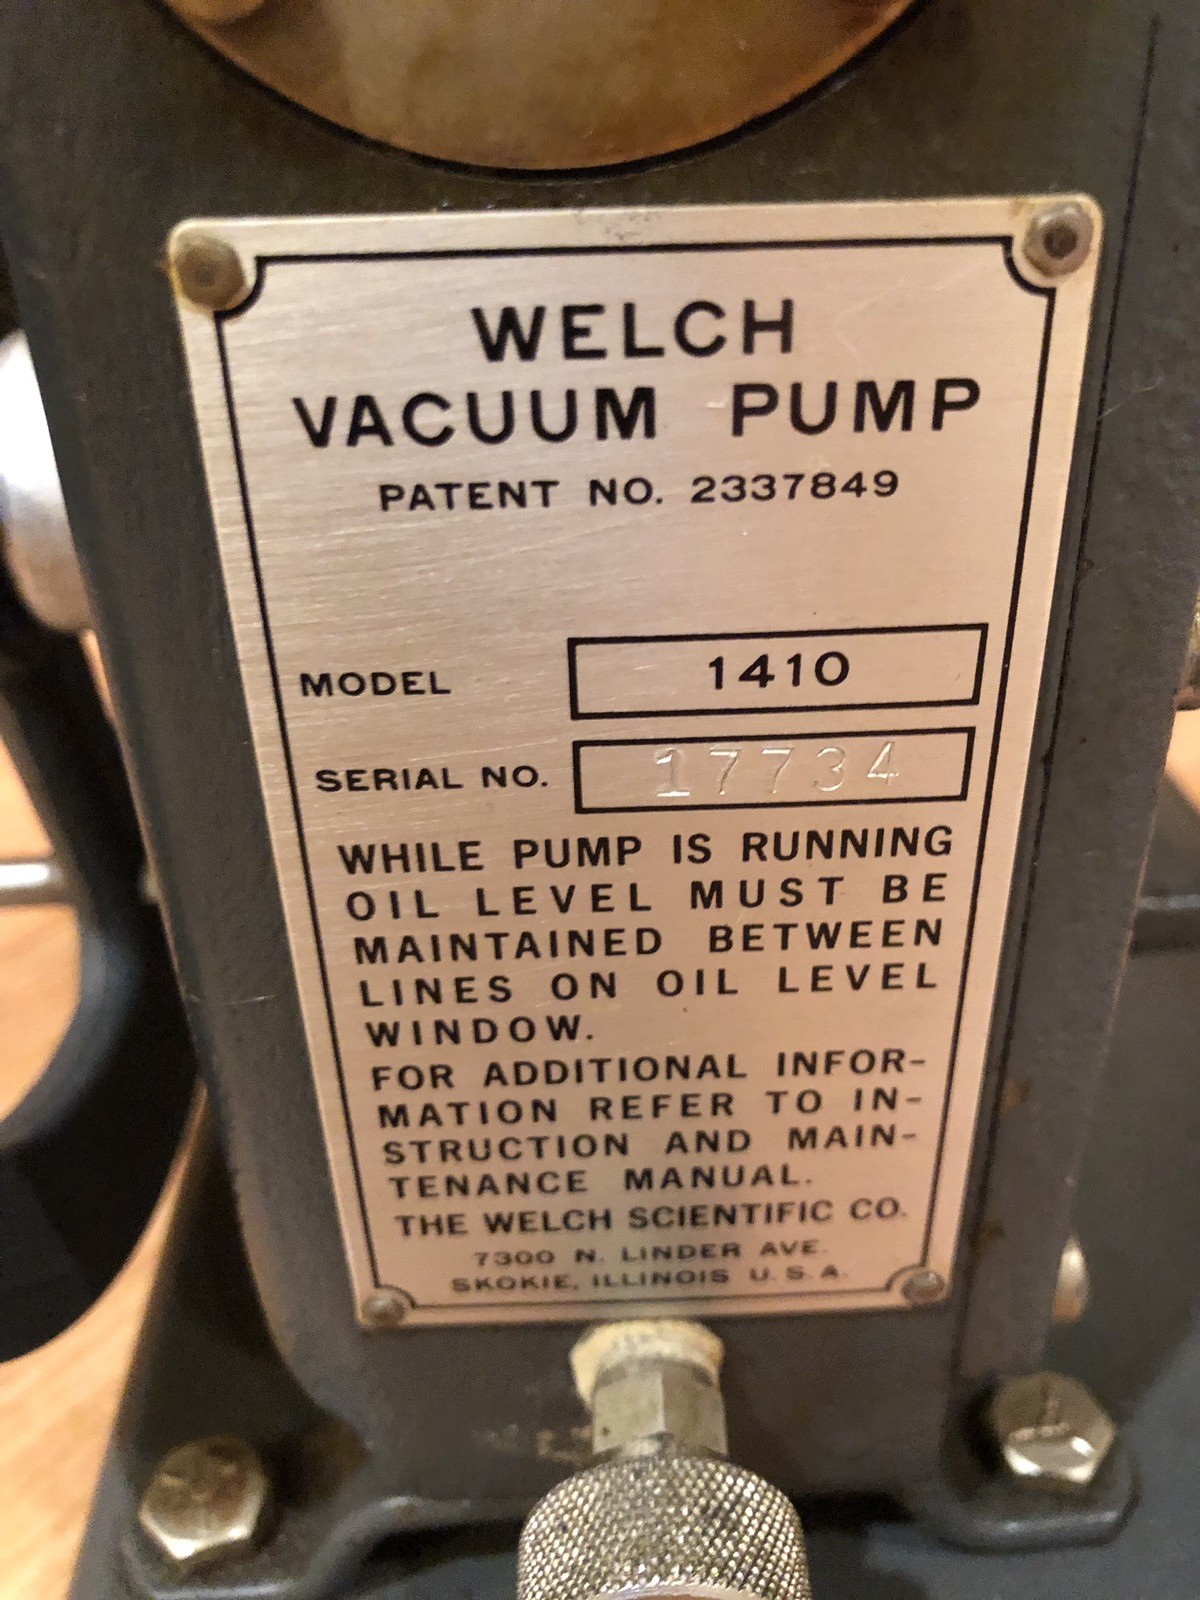 WELCH
VACUUM PUMP
PATENT NO. 2337849
MODEL 1410
SERIAL NO. 17734
WHILE PUMP IS RUNNING
OIL LEVEL MUST BE
MAINTAINED BETWEEN
LINES ON OIL LEVEL
WINDOW.
FOR ADDITIONAL INFOR-
MATION REFER TO IN-
STRUCTION AND MAIN-
TENANCE MANUAL.
THE WELCH SCIENTIFIC CO.
7300 N. LINDER AVE.
SKOKIE, ILLINOIS U.S.A.